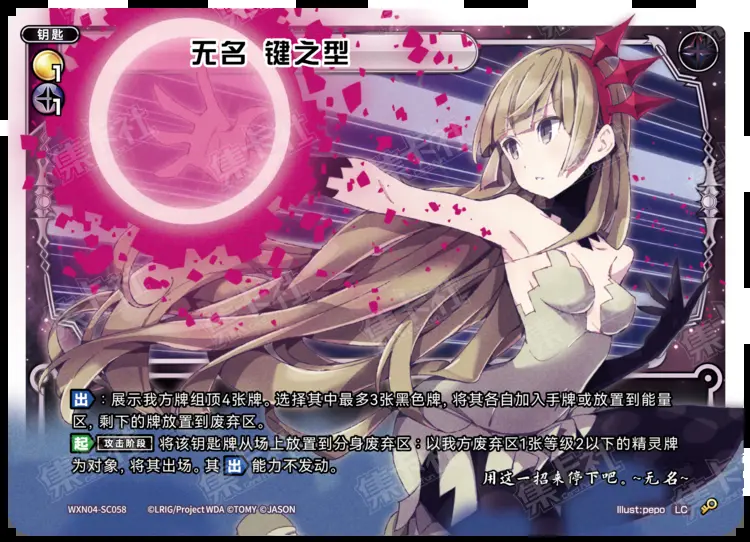 钥匙
无名 键之型
1
1
出：展示我方牌组顶4张牌。选择其中最多3张黑色牌，将其各自加入手牌或放置到能量
区，剩下的牌放置到废弃区。
起 攻击阶段 将该钥匙牌从场上放置到分身废弃区：以我方废弃区1张等级2以下的精灵牌
为对象，将其出场。其 出 能力不发动。
用这一招来停下吧。~无名~
WXN04-SC058 ©LRIG/Project WDA ©TOMY ©JASON
Illust:pepo LC
集卡社